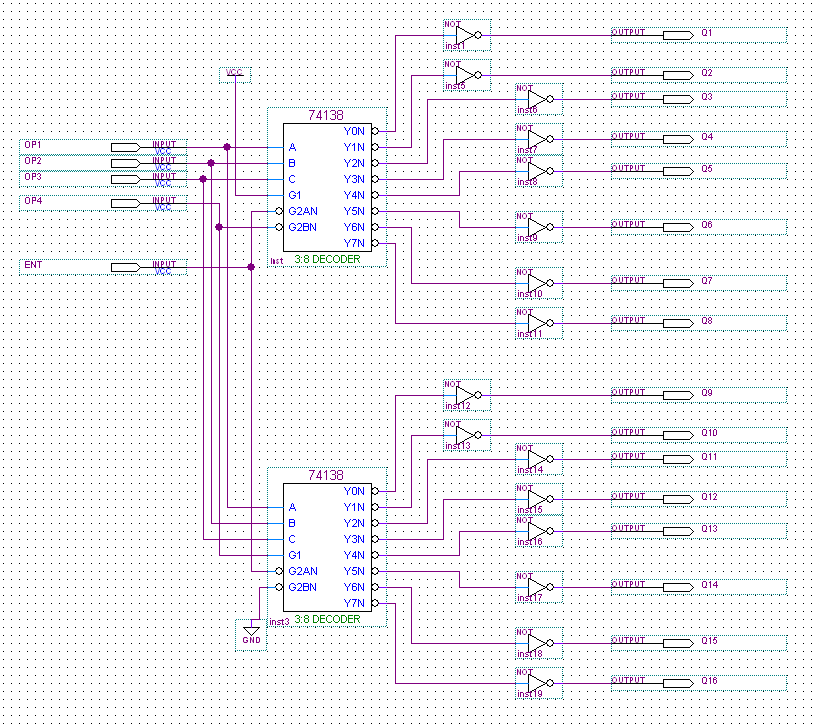 NOT
inst1
OUTPUT
Q1
NOT
inst5
OUTPUT
Q2
NOT
inst6
OUTPUT
Q3
NOT
inst7
OUTPUT
Q4
NOT
inst8
OUTPUT
Q5
NOT
inst9
OUTPUT
Q6
NOT
inst10
OUTPUT
Q7
NOT
inst11
OUTPUT
Q8
VCC
OP1
INPUT
VCC
OP2
INPUT
VCC
OP3
INPUT
VCC
OP4
INPUT
VCC
ENT
INPUT
VCC
74138
A
B
C
G1
G2AN
G2BN
Y0N
Y1N
Y2N
Y3N
Y4N
Y5N
Y6N
Y7N
inst
3:8 DECODER
NOT
inst12
OUTPUT
Q9
NOT
inst13
OUTPUT
Q10
NOT
inst14
OUTPUT
Q11
NOT
inst15
OUTPUT
Q12
NOT
inst16
OUTPUT
Q13
NOT
inst17
OUTPUT
Q14
NOT
inst18
OUTPUT
Q15
NOT
inst19
OUTPUT
Q16
74138
A
B
C
G1
G2AN
G2BN
Y0N
Y1N
Y2N
Y3N
Y4N
Y5N
Y6N
Y7N
inst3
3:8 DECODER
GND